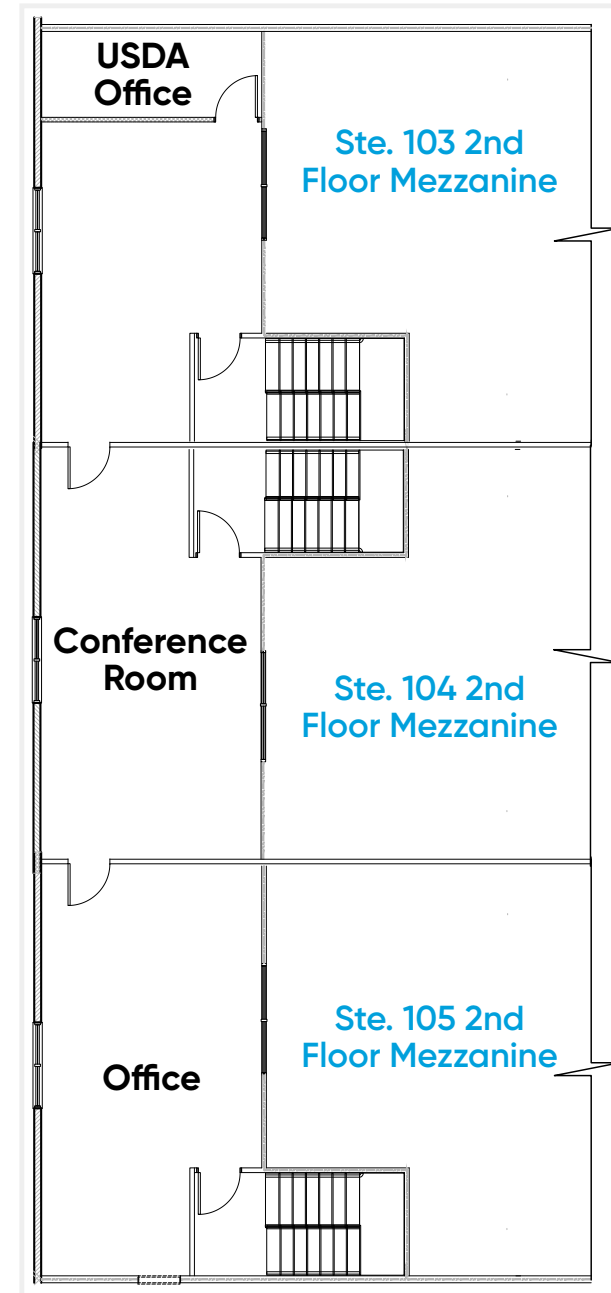 USDA
Office
Ste. 103 2nd
Floor Mezzanine
Conference
Room
Ste. 104 2nd
Floor Mezzanine
Ste. 105 2nd
Floor Mezzanine
Office